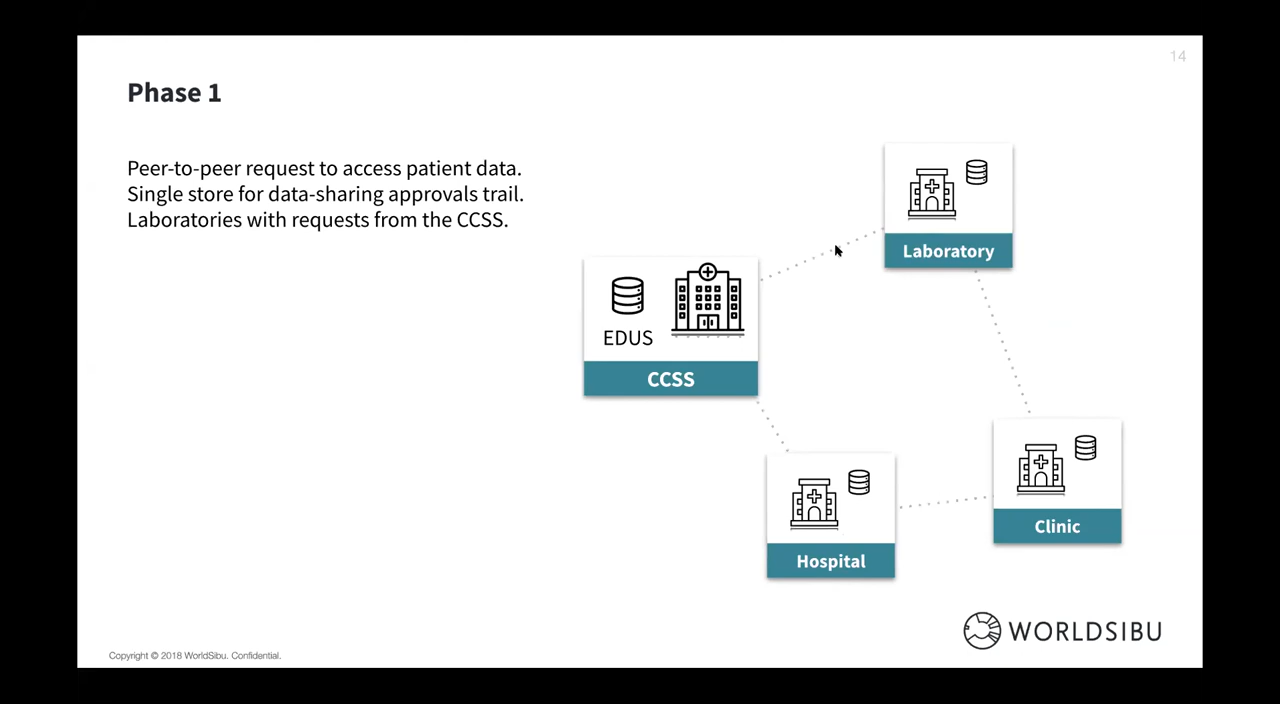 14
Phase 1
Peer-to-peer request to access patient data.
Single store for data-sharing approvals trail.
Laboratories with requests from the CCSS.
Laboratory
EDUS
CCSS
Clinic
Hospital
WORLDSIBU
Copyright © 2018 WorldSibu. Confidential.